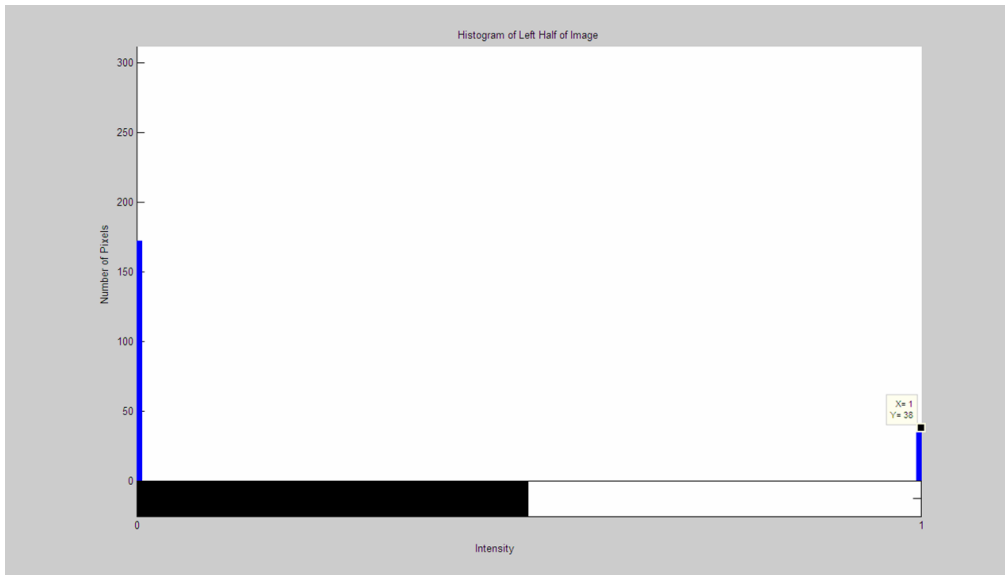 Histogram of Left Half of Image
300
250
200
150
100
50
0
Number of Pixels
X= 1
Y= 38
0
1
Intensity